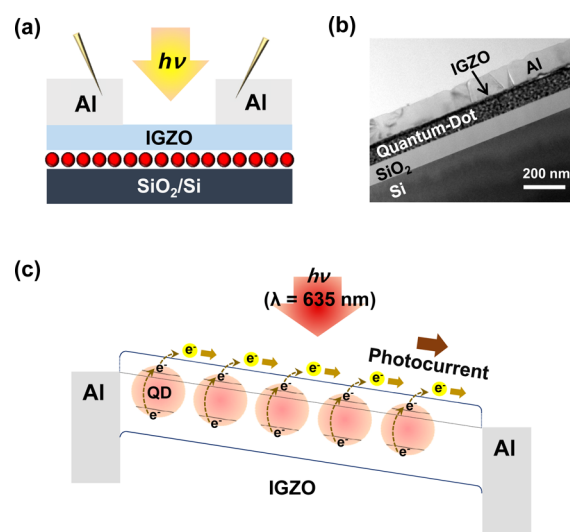 (a)
hν
Al
Al
IGZO
SiO₂/Si
(b)
IGZO
Al
Quantum-Dot
SiO₂
Si
200 nm
(c)
hν
(λ = 635 nm)
Photocurrent
e⁻
e⁻
e⁻
e⁻
e⁻
Al
e⁻
e⁻
e⁻
e⁻
e⁻
QD
e⁻
e⁻
e⁻
e⁻
e⁻
Al
IGZO